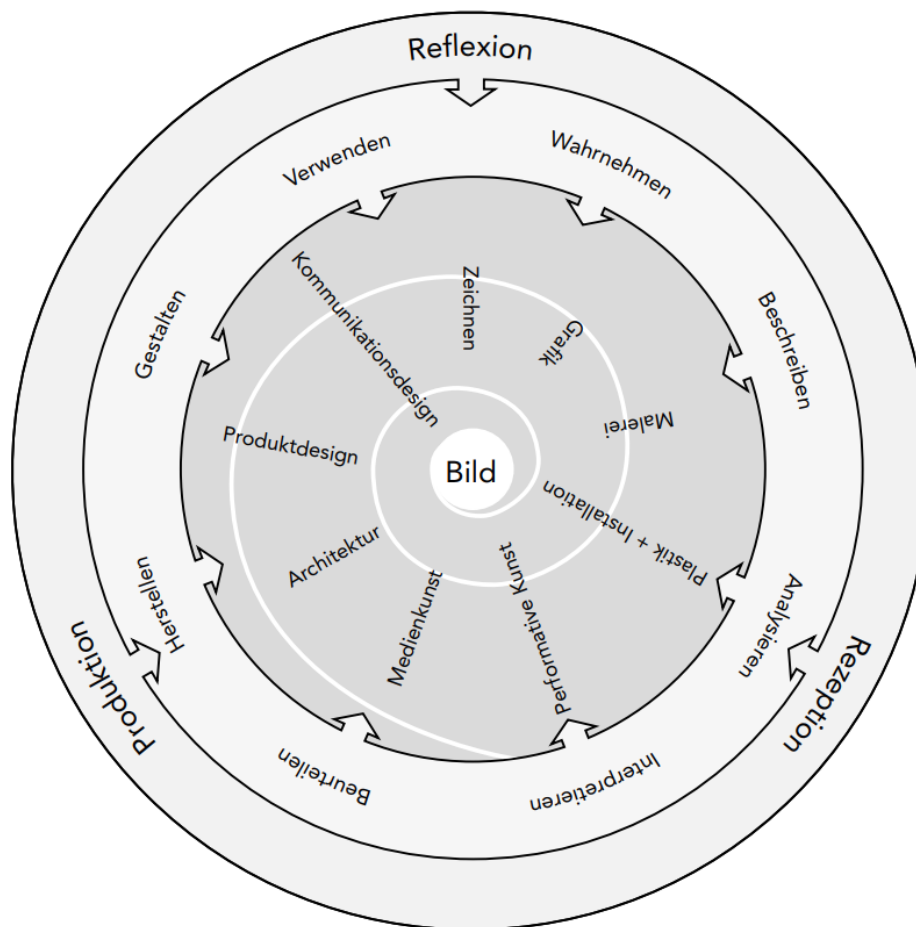 Reflexion
Rezeption
Produktion
Verwenden
Wahrnehmen
Beschreiben
Analysieren
Interpretieren
Beurteilen
Herstellen
Gestalten
Kommunikationsdesign
Zeichnen
Grafik
Malerei
Plastik + Installation
Performative Kunst
Medienkunst
Architektur
Produktdesign
Bild